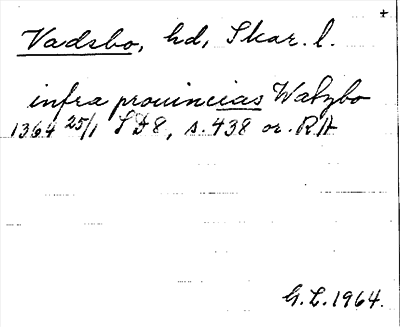 +
Vadsbo, hd, Skar. l.
infra prouincias Watzbo
1364 25/1 SD8, s. 438 or. RA
G.L. 1964.